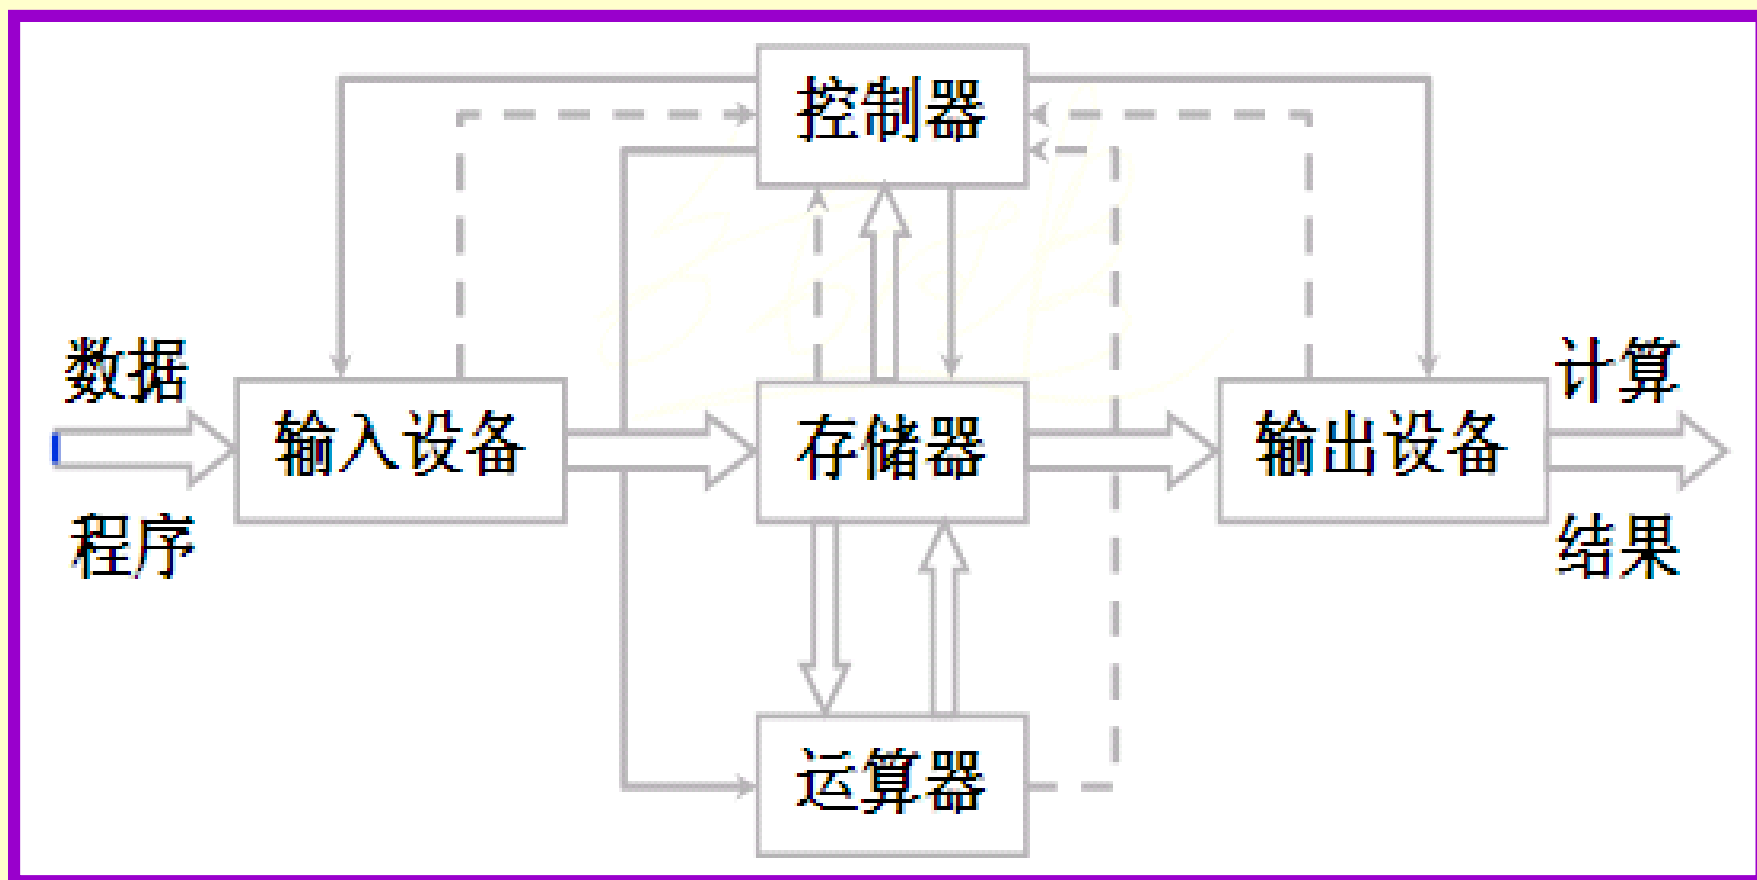 控制器
数据
程序
输入设备
存储器
输出设备
计算
结果
运算器